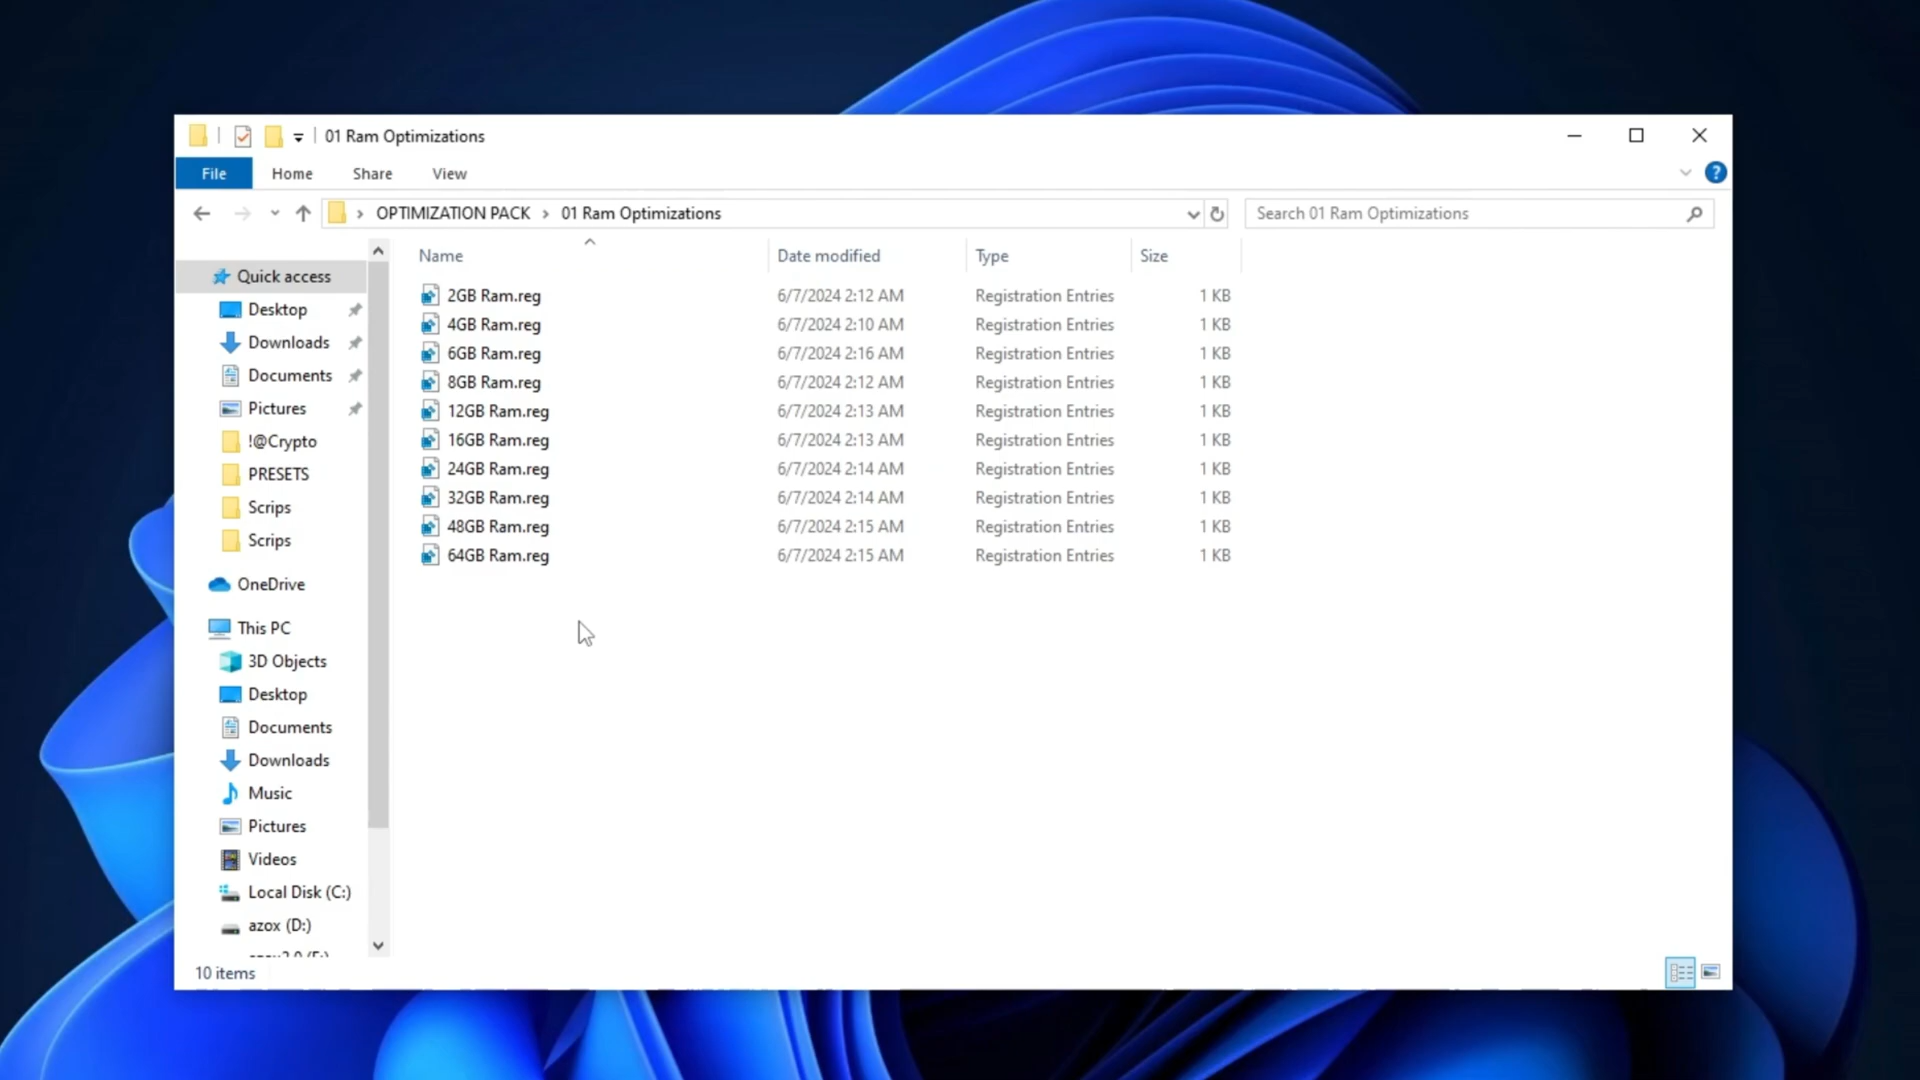 01 Ram Optimizations
File Home Share View
OPTIMIZATION PACK 01 Ram Optimizations Search 01 Ram Optimizations
Name Date modified Type Size
2GB Ram.reg 6/7/2024 2:12 AM Registration Entries 1 KB
4GB Ram.reg 6/7/2024 2:10 AM Registration Entries 1 KB
6GB Ram.reg 6/7/2024 2:16 AM Registration Entries 1 KB
8GB Ram.reg 6/7/2024 2:12 AM Registration Entries 1 KB
12GB Ram.reg 6/7/2024 2:13 AM Registration Entries 1 KB
16GB Ram.reg 6/7/2024 2:13 AM Registration Entries 1 KB
24GB Ram.reg 6/7/2024 2:14 AM Registration Entries 1 KB
32GB Ram.reg 6/7/2024 2:14 AM Registration Entries 1 KB
48GB Ram.reg 6/7/2024 2:15 AM Registration Entries 1 KB
64GB Ram.reg 6/7/2024 2:15 AM Registration Entries 1 KB
Quick access
Desktop
Downloads
Documents
Pictures
!@Crypto
PRESETS
Scrips
Scrips
OneDrive
This PC
3D Objects
Desktop
Documents
Downloads
Music
Pictures
Videos
Local Disk (C:)
azox (D:)
10 items